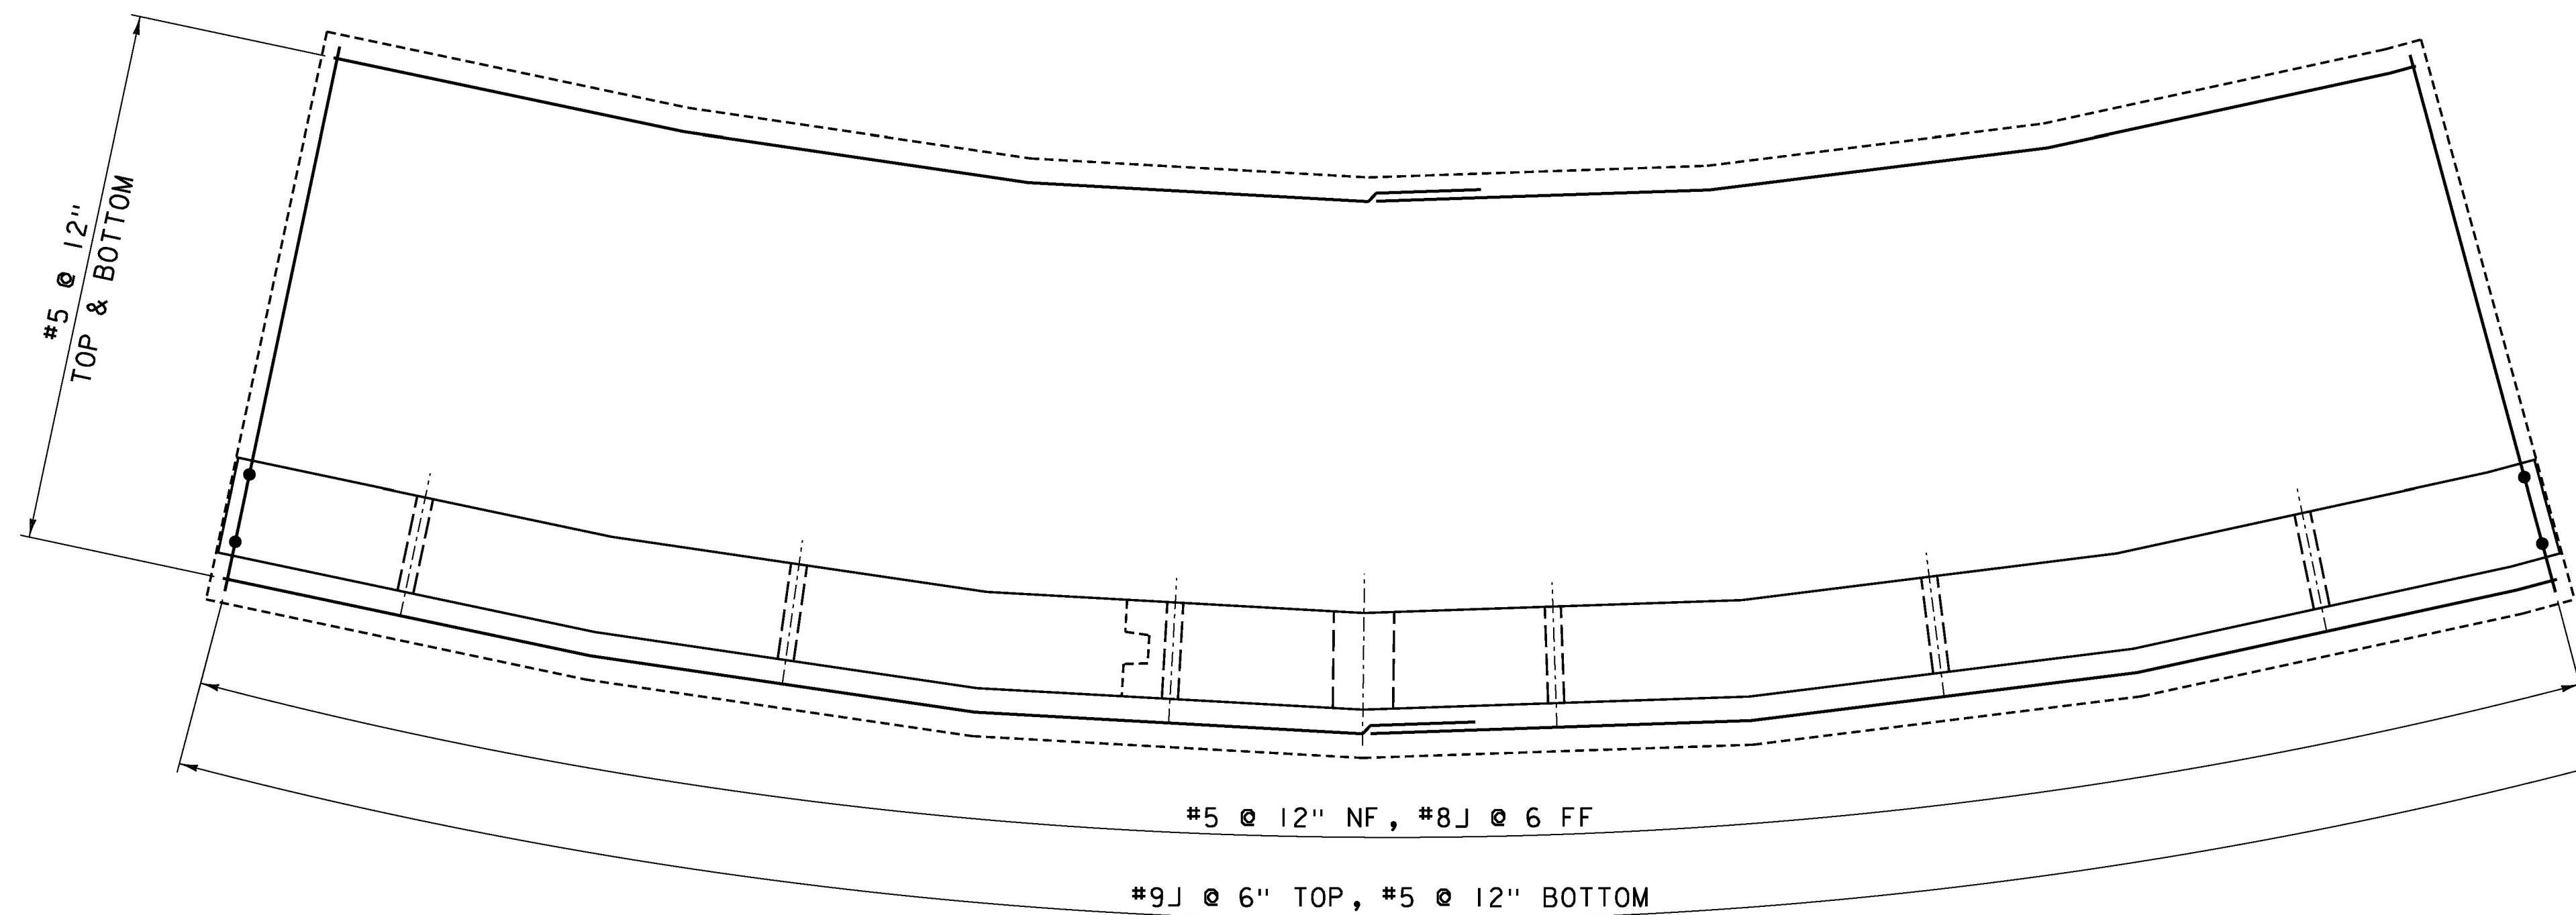 #5 @ 12"
TOP & BOTTOM
#5 @ 12" NF, #8┘ @ 6 FF
#9┘ @ 6" TOP, #5 @ 12" BOTTOM